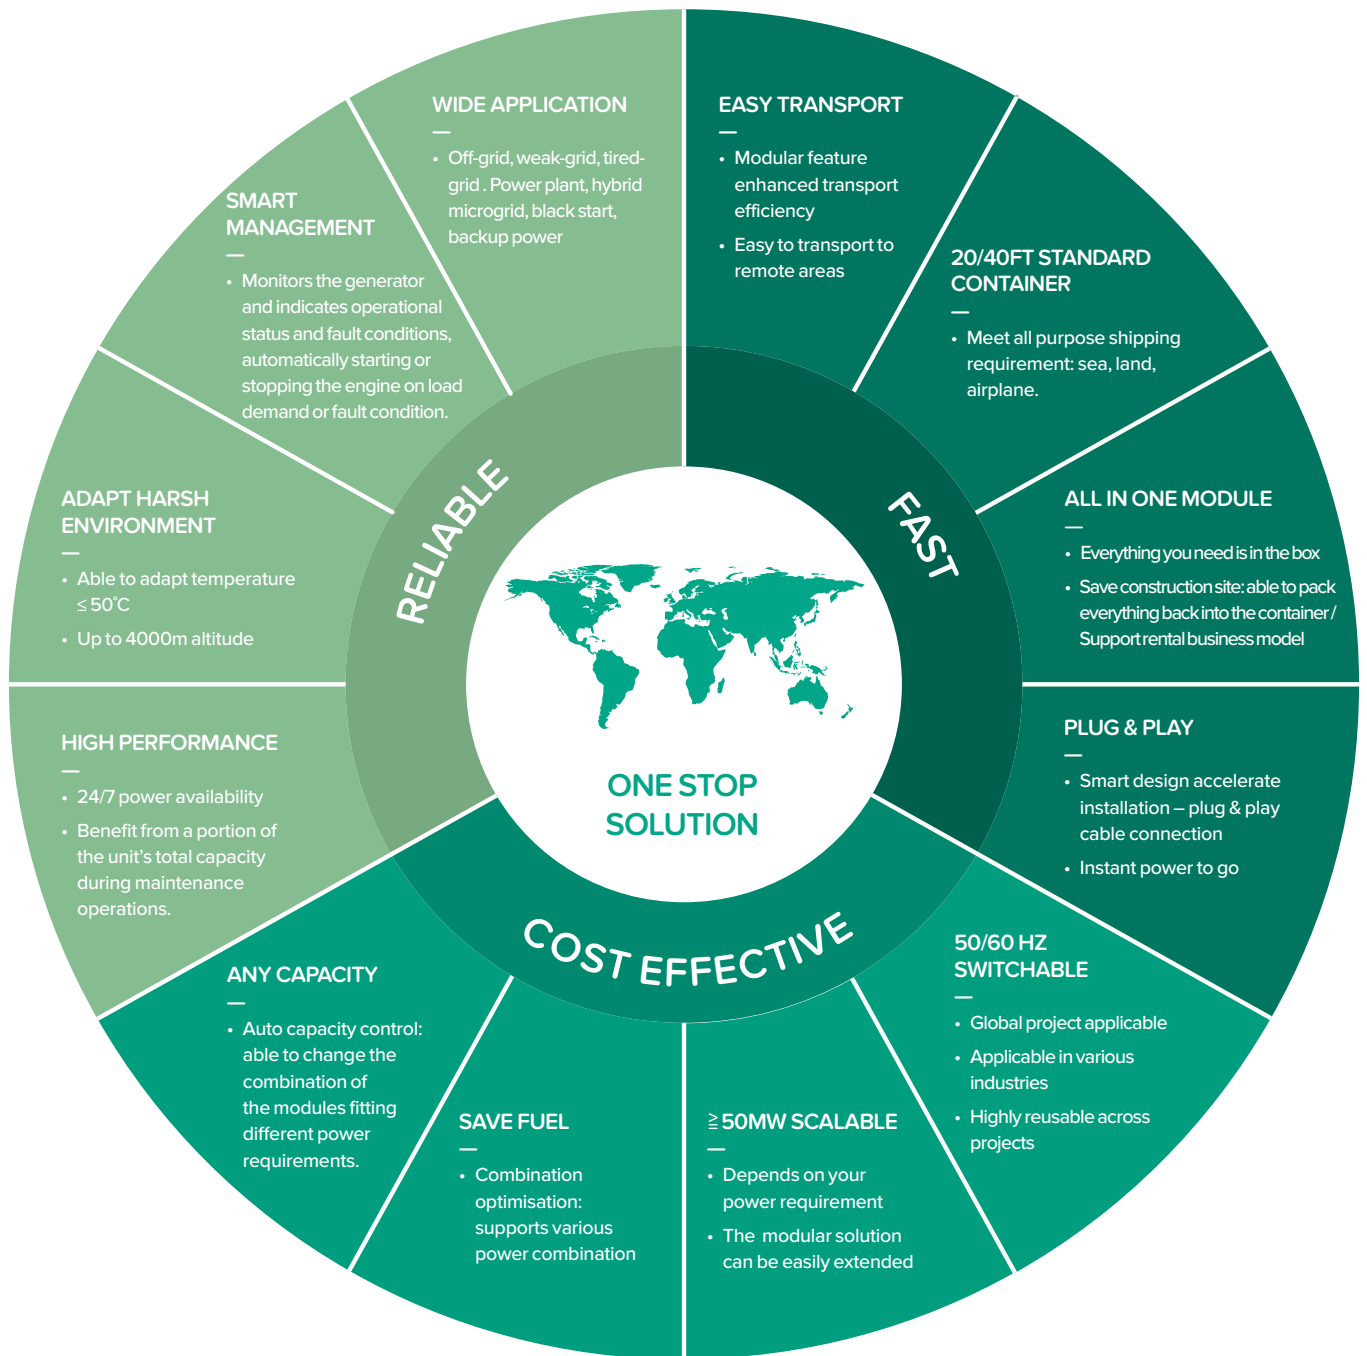 WIDE APPLICATION
—
• Off-grid, weak-grid, tired-
grid . Power plant, hybrid
microgrid, black start,
backup power
EASY TRANSPORT
—
• Modular feature
enhanced transport
efficiency
• Easy to transport to
remote areas
20/40FT STANDARD
CONTAINER
—
• Meet all purpose shipping
requirement: sea, land,
airplane.
ALL IN ONE MODULE
—
• Everything you need is in the box
• Save construction site: able to pack
everything back into the container /
Support rental business model
PLUG & PLAY
—
• Smart design accelerate
installation – plug & play
cable connection
• Instant power to go
50/60 HZ
SWITCHABLE
—
• Global project applicable
• Applicable in various
industries
• Highly reusable across
projects
≧50MW SCALABLE
—
• Depends on your
power requirement
• The modular solution
can be easily extended
SAVE FUEL
—
• Combination
optimisation:
supports various
power combination
ANY CAPACITY
—
• Auto capacity control:
able to change the
combination of
the modules fitting
different power
requirements.
HIGH PERFORMANCE
—
• 24/7 power availability
• Benefit from a portion of
the unit's total capacity
during maintenance
operations.
ADAPT HARSH
ENVIRONMENT
—
• Able to adapt temperature
≤ 50°C
• Up to 4000m altitude
SMART
MANAGEMENT
—
• Monitors the generator
and indicates operational
status and fault conditions,
automatically starting or
stopping the engine on load
demand or fault condition.
RELIABLE
FAST
COST EFFECTIVE
ONE STOP
SOLUTION